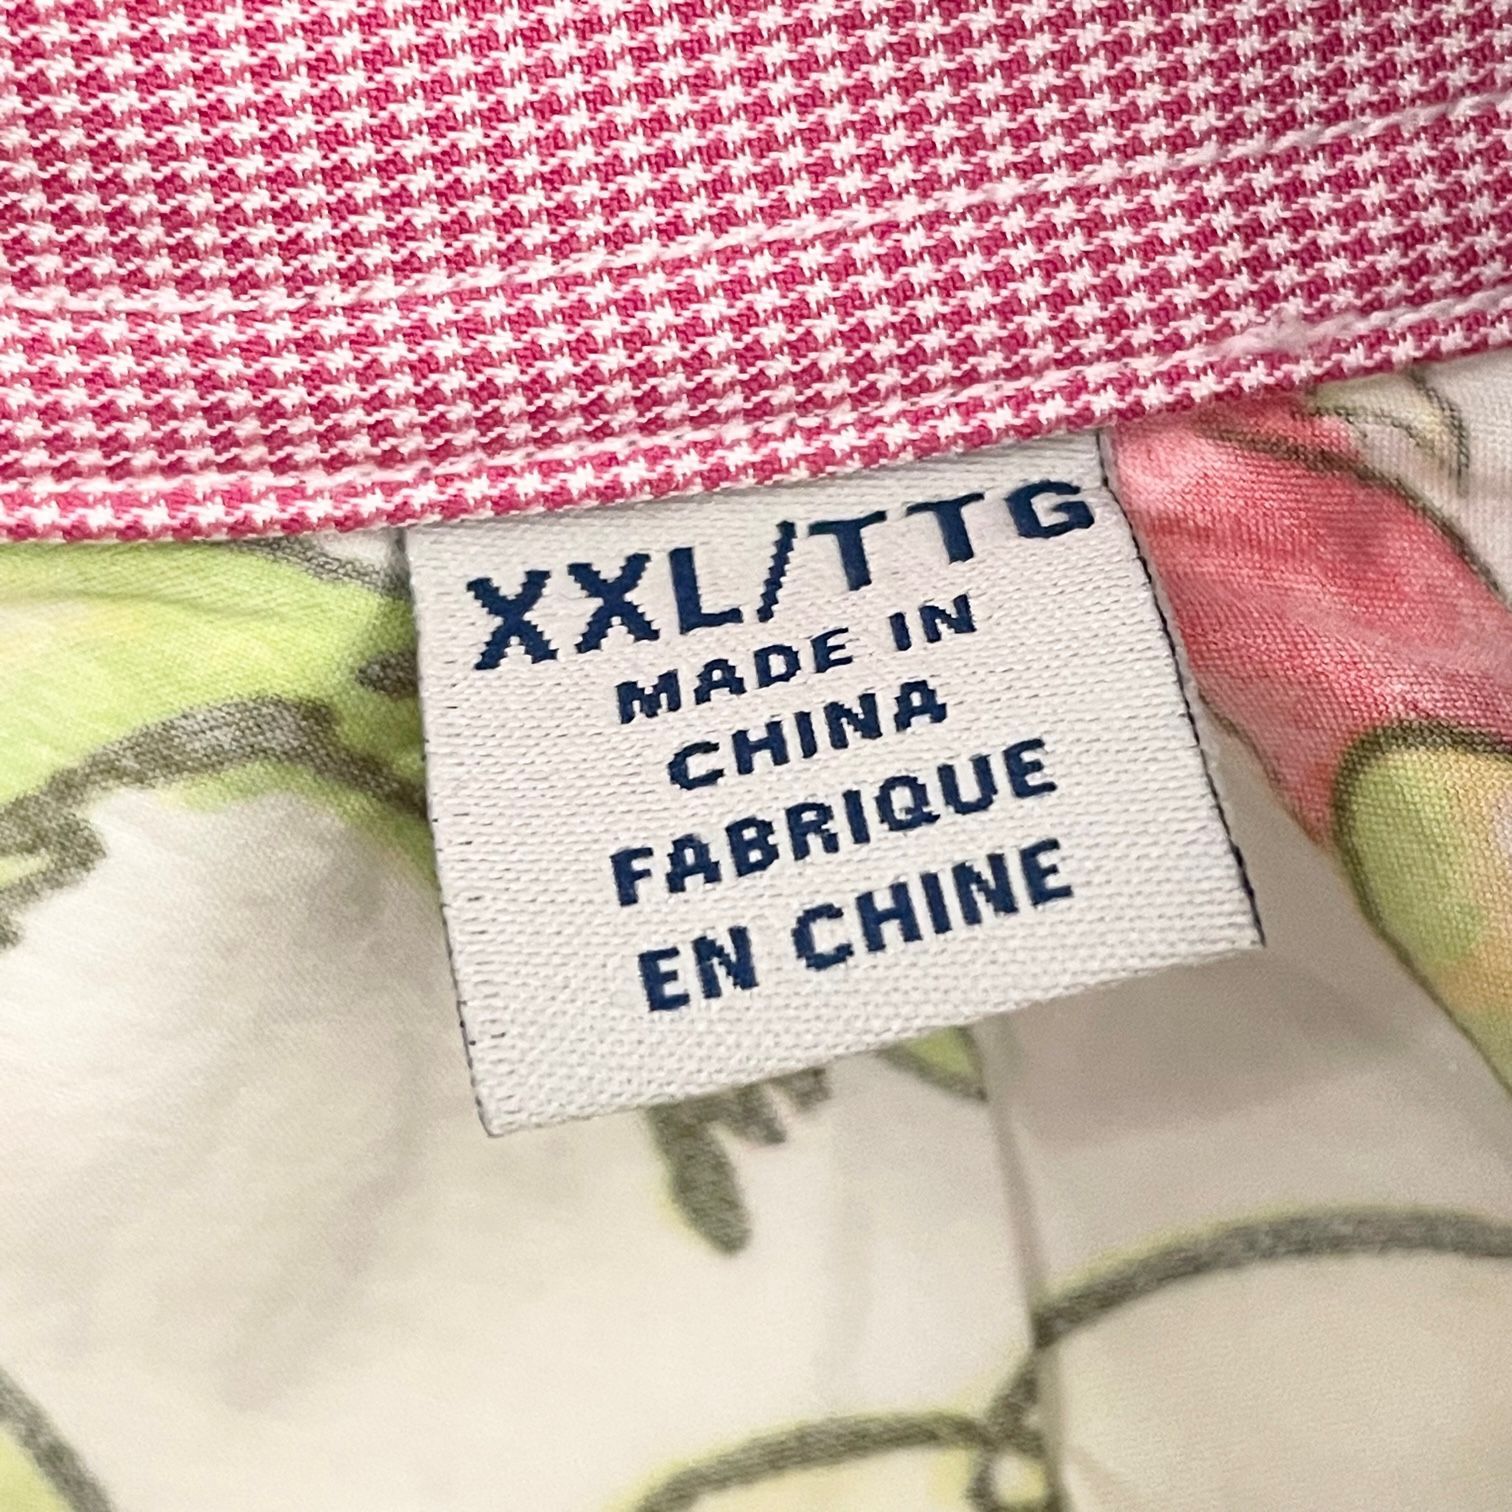 XXL/TTG
MADE IN
CHINA
FABRIQUE
EN CHINE